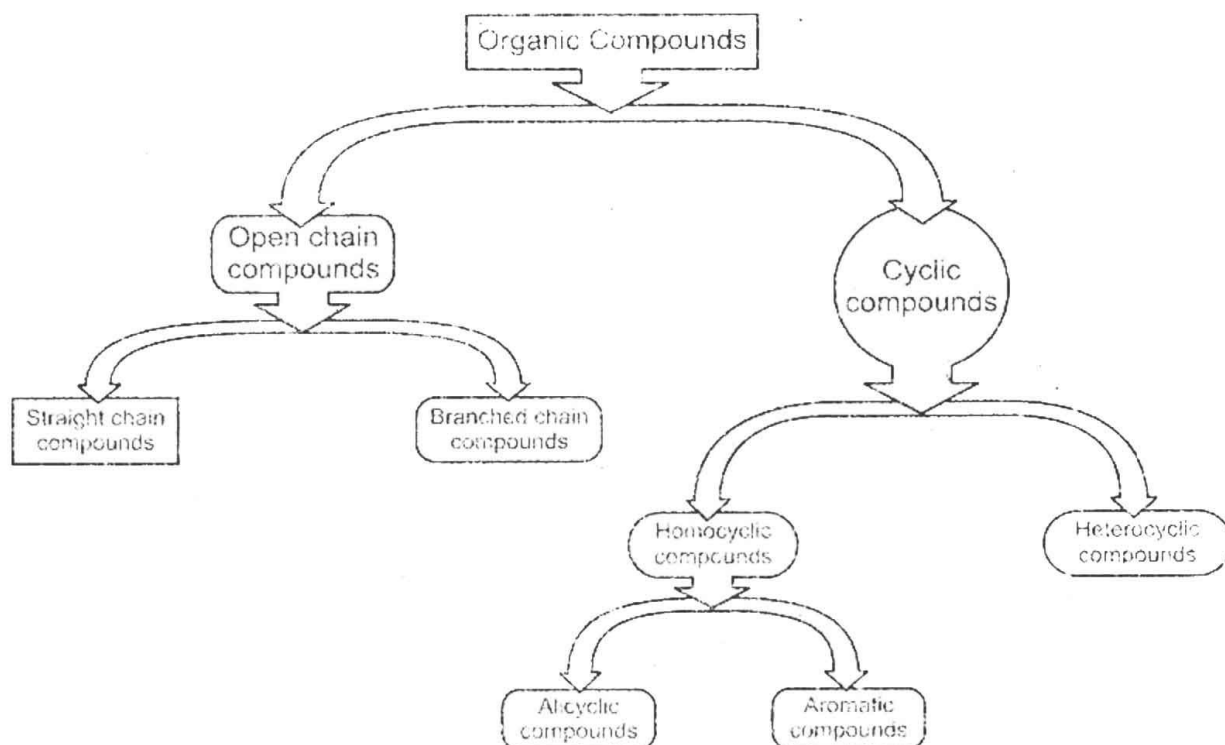 Organic Compounds
Open chain
compounds
Cyclic
compounds
Straight chain
compounds
Branched chain
compounds
Homocyclic
compounds
Heterocyclic
compounds
Alicyclic
compounds
Aromatic
compounds